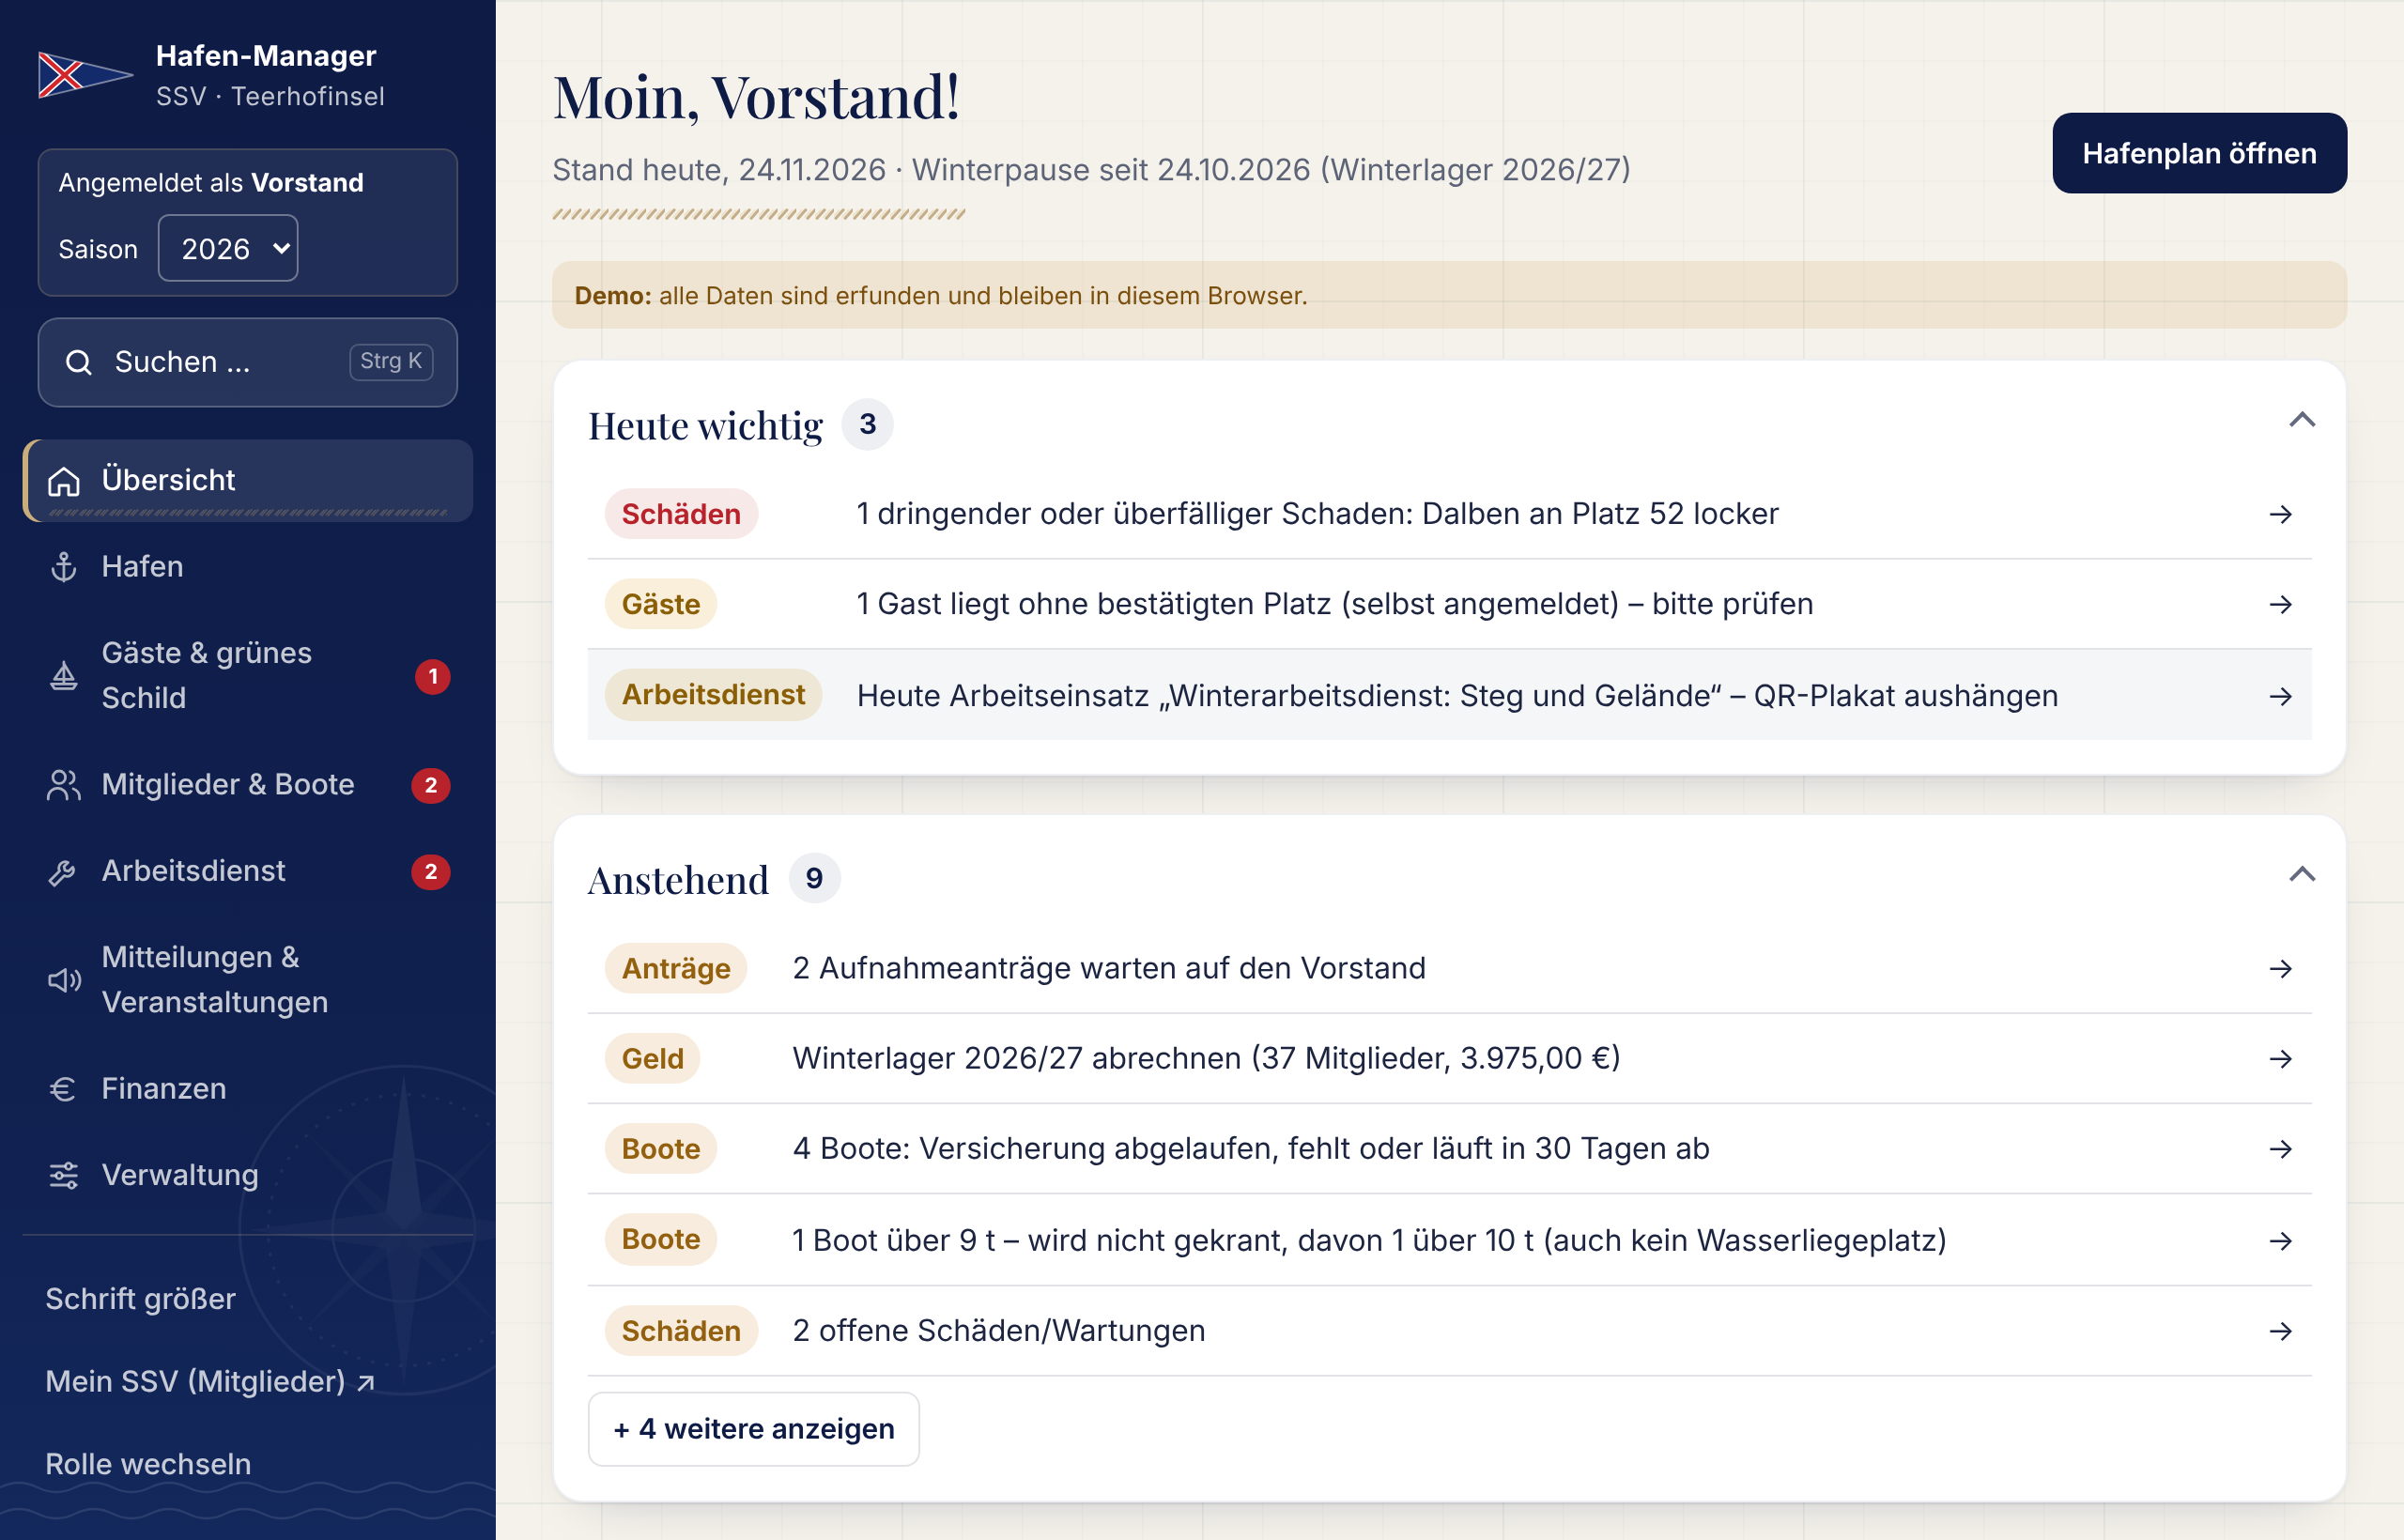 Hafen-Manager
SSV · Teerhofinsel
Angemeldet als Vorstand
Saison 2026
Suchen ... Strg K
Übersicht
Hafen
Gäste & grünes
Schild
1
Mitglieder & Boote 2
Arbeitsdienst 2
Mitteilungen &
Veranstaltungen
Finanzen
Verwaltung
Schrift größer
Mein SSV (Mitglieder) ↗
Rolle wechseln
Moin, Vorstand!
Stand heute, 24.11.2026 · Winterpause seit 24.10.2026 (Winterlager 2026/27)
Hafenplan öffnen
Demo: alle Daten sind erfunden und bleiben in diesem Browser.
Heute wichtig 3
Schäden 1 dringender oder überfälliger Schaden: Dalben an Platz 52 locker →
Gäste 1 Gast liegt ohne bestätigten Platz (selbst angemeldet) – bitte prüfen →
Arbeitsdienst Heute Arbeitseinsatz „Winterarbeitsdienst: Steg und Gelände“ – QR-Plakat aushängen →
Anstehend 9
Anträge 2 Aufnahmeanträge warten auf den Vorstand →
Geld Winterlager 2026/27 abrechnen (37 Mitglieder, 3.975,00 €) →
Boote 4 Boote: Versicherung abgelaufen, fehlt oder läuft in 30 Tagen ab →
Boote 1 Boot über 9 t – wird nicht gekrant, davon 1 über 10 t (auch kein Wasserliegeplatz) →
Schäden 2 offene Schäden/Wartungen →
+ 4 weitere anzeigen